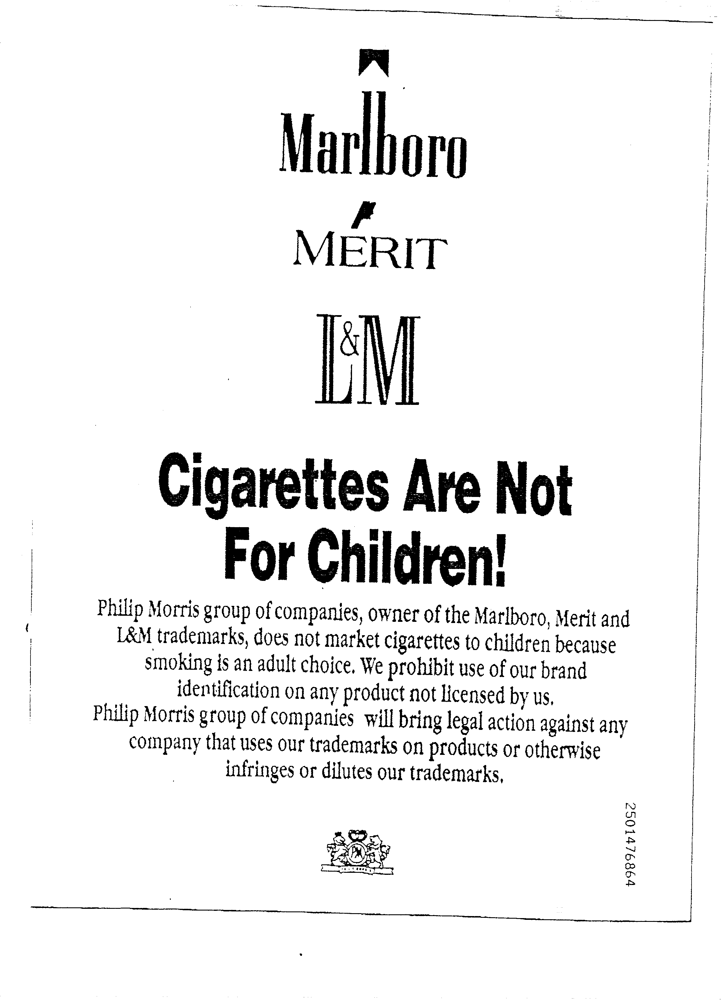 Marlboro
MERIT
L&M
Cigarettes Are Not
For Children!
Philip Morris group of companies, owner of the Marlboro, Merit and
L&M trademarks, does not market cigarettes to children because
smoking is an adult choice. We prohibit use of our brand
identification on any product not licensed by us.
Philip Morris group of companies will bring legal action against any
company that uses our trademarks on products or otherwise
infringes or dilutes our trademarks.
PM
2501476864